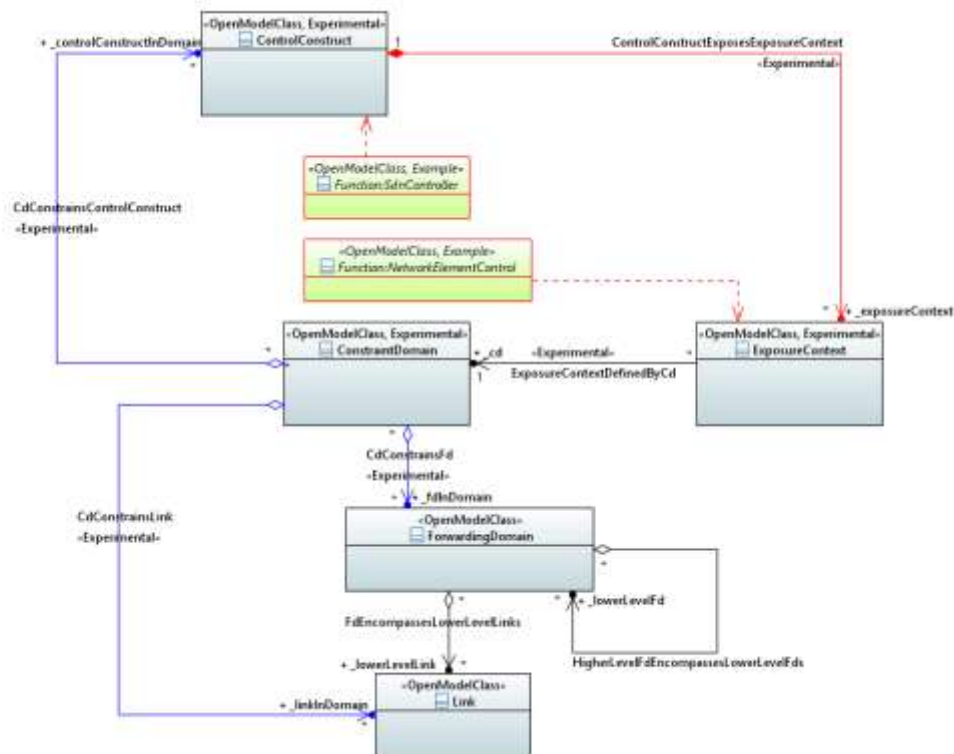 «OpenModelClass, Experimental»
ControlConstruct
+ _controlConstructInDomain
*
1
ControlConstructExposesExposureContext
«Experimental»
«OpenModelClass, Example»
Function:SdnController
CdConstrainsControlConstruct
«Experimental»
«OpenModelClass, Example»
Function:NetworkElementControl
*
+ _exposureContext
«OpenModelClass, Experimental»
ConstraintDomain
*
+ _cd
1
«Experimental»
ExposureContextDefinedByCd
*
«OpenModelClass, Experimental»
ExposureContext
*
CdConstrainsFd
«Experimental»
*
+ _fdInDomain
CdConstrainsLink
«Experimental»
«OpenModelClass»
ForwardingDomain
*
*
*
+ _lowerLevelFd
FdEncompassesLowerLevelLinks
HigherLevelFdEncompassesLowerLevelFds
+ _lowerLevelLink
*
«OpenModelClass»
Link
+ _linkInDomain
*